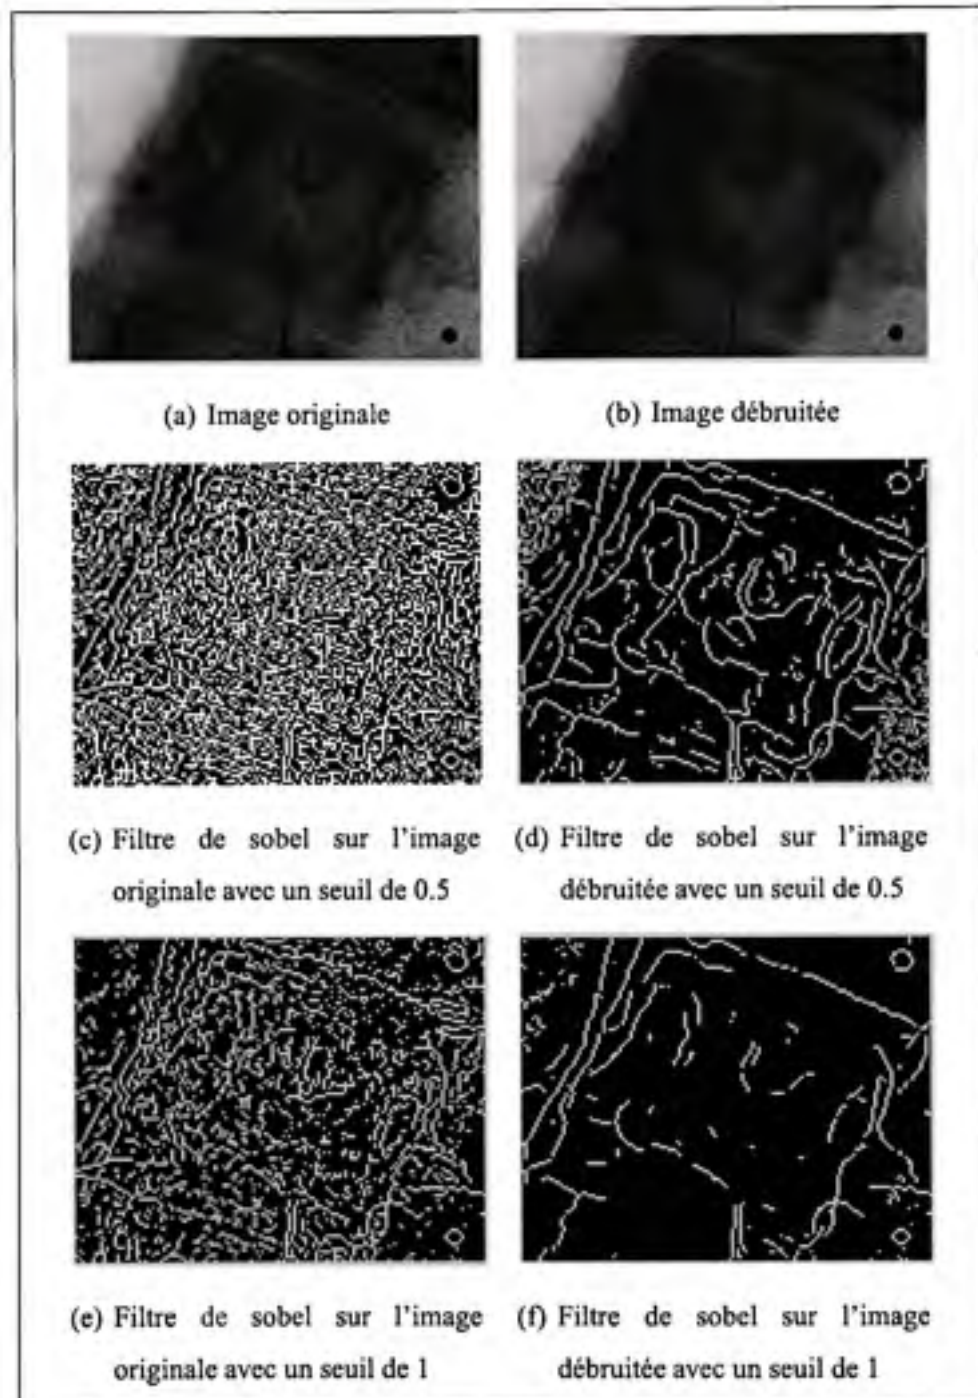 (a) Image originale
(b) Image débruitée
(c) Filtre de sobel sur l'image
originale avec un seuil de 0.5
(d) Filtre de sobel sur l'image
débruitée avec un seuil de 0.5
(e) Filtre de sobel sur l'image
originale avec un seuil de 1
(f) Filtre de sobel sur l'image
débruitée avec un seuil de 1